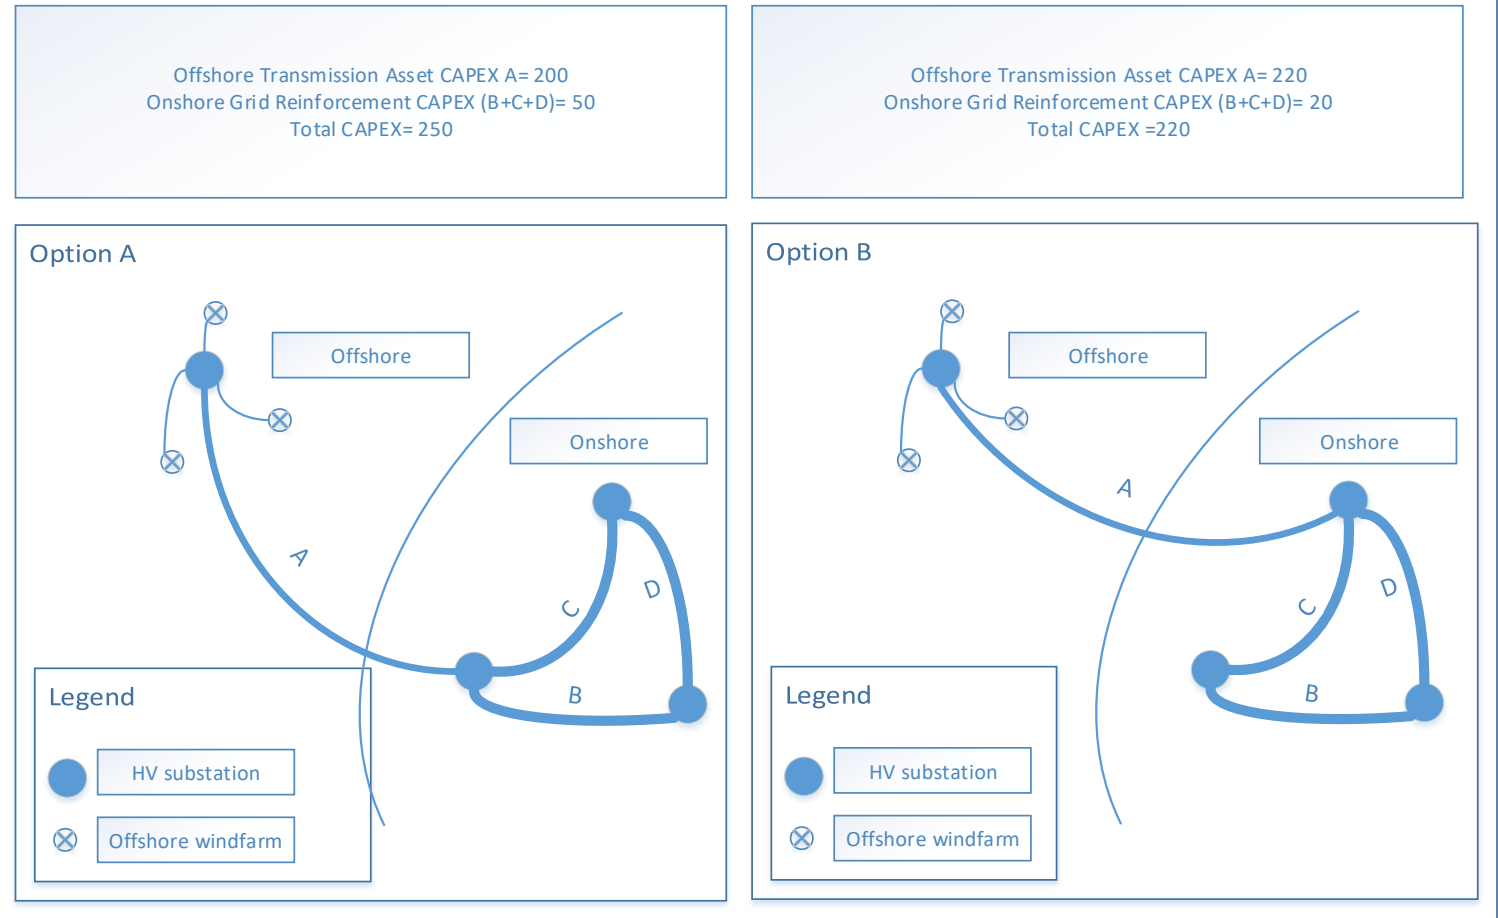 Offshore Transmission Asset CAPEX A= 200
Onshore Grid Reinforcement CAPEX (B+C+D)= 50
Total CAPEX= 250
Offshore Transmission Asset CAPEX A= 220
Onshore Grid Reinforcement CAPEX (B+C+D)= 20
Total CAPEX =220
Option A
Offshore
Onshore
A
C
D
B
Legend
HV substation
Offshore windfarm
Option B
Offshore
Onshore
A
C
D
B
Legend
HV substation
Offshore windfarm